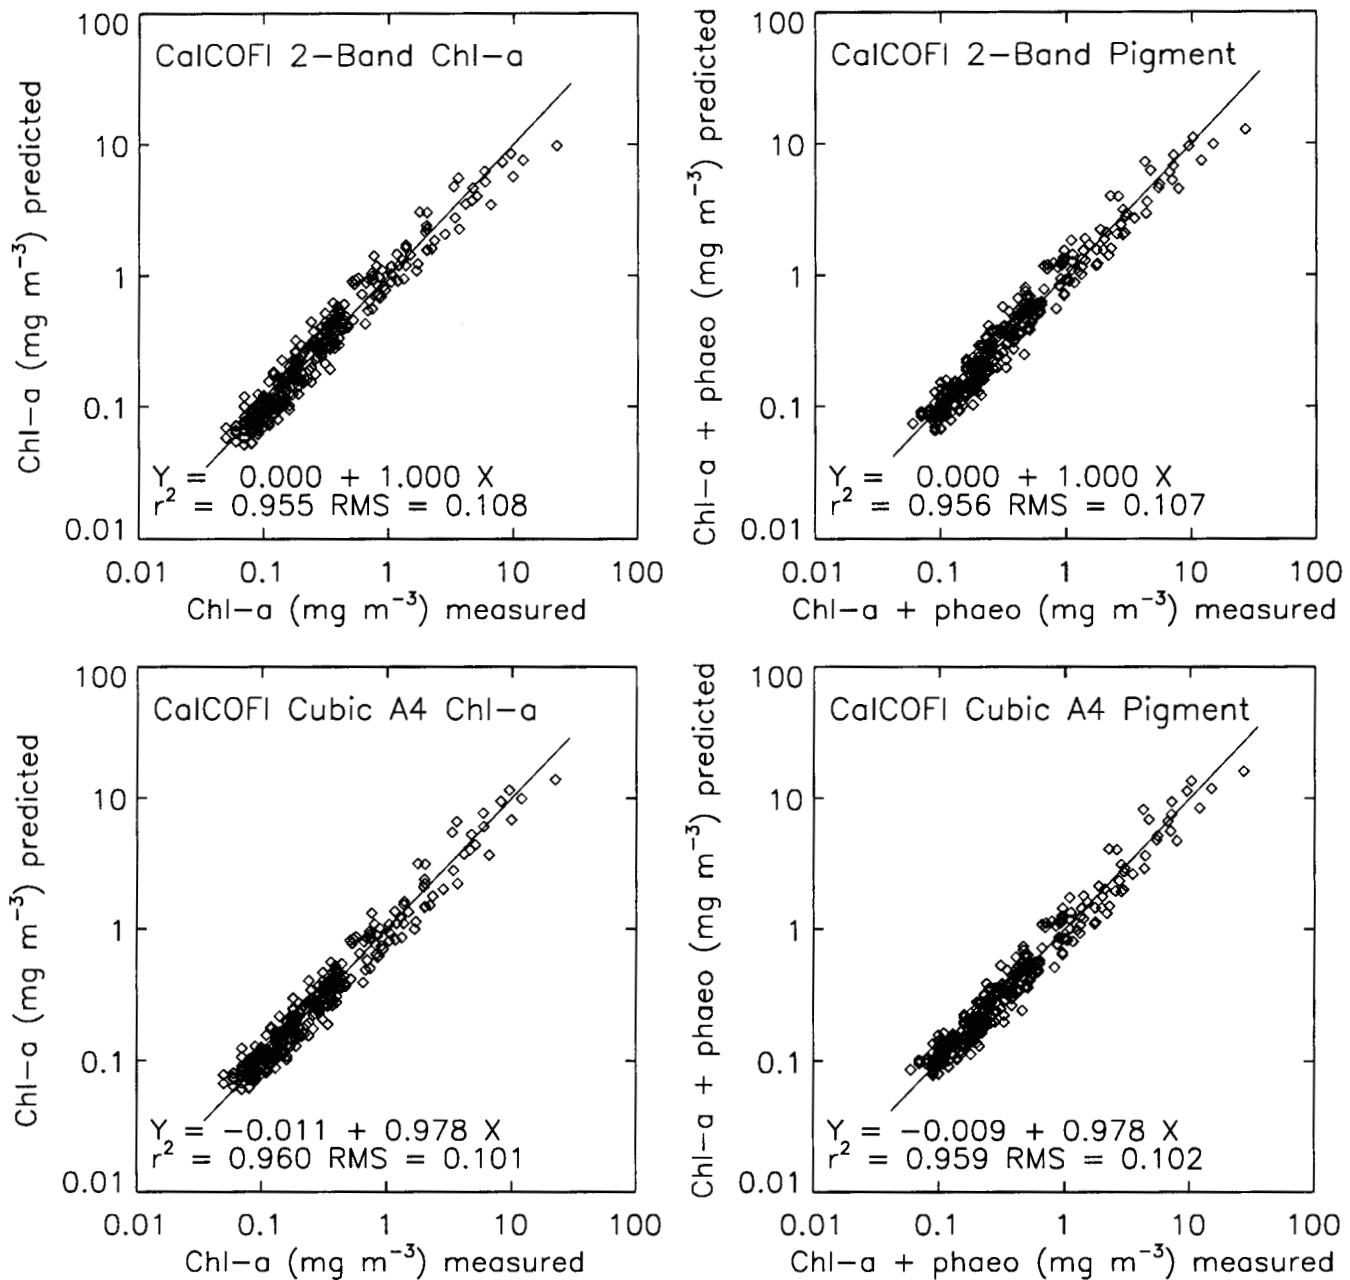 100
10
1
0.1
0.01
Chl-a (mg m⁻³) predicted
CalCOFI 2-Band Chl-a
Y = 0.000 + 1.000 X
r² = 0.955 RMS = 0.108
0.01 0.1 1 10 100
Chl-a (mg m⁻³) measured
100
10
1
0.1
0.01
Chl-a + phaeo (mg m⁻³) predicted
CalCOFI 2-Band Pigment
Y = 0.000 + 1.000 X
r² = 0.956 RMS = 0.107
0.01 0.1 1 10 100
Chl-a + phaeo (mg m⁻³) measured
100
10
1
0.1
0.01
Chl-a (mg m⁻³) predicted
CalCOFI Cubic A4 Chl-a
Y = -0.011 + 0.978 X
r² = 0.960 RMS = 0.101
0.01 0.1 1 10 100
Chl-a (mg m⁻³) measured
100
10
1
0.1
0.01
Chl-a + phaeo (mg m⁻³) predicted
CalCOFI Cubic A4 Pigment
Y = -0.009 + 0.978 X
r² = 0.959 RMS = 0.102
0.01 0.1 1 10 100
Chl-a + phaeo (mg m⁻³) measured